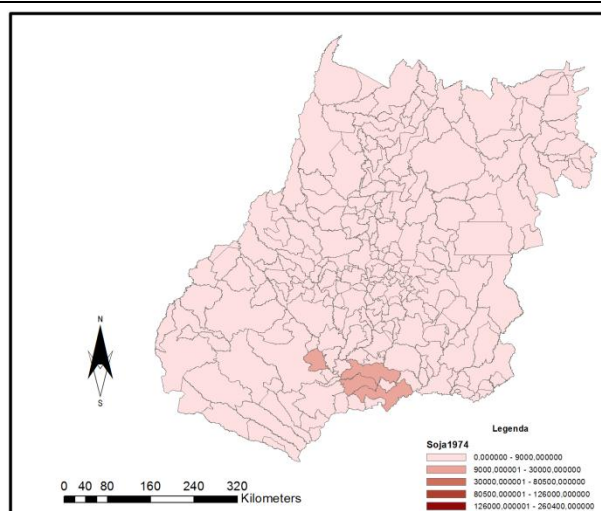 N
S
0 20 40 80 160 240 320
Kilometers
Legenda
Soja1974
0,000000 - 9000,000000
9000,000001 - 30000,000000
30000,000001 - 80500,000000
80500,000001 - 126000,000000
126000,000001 - 260400,000000